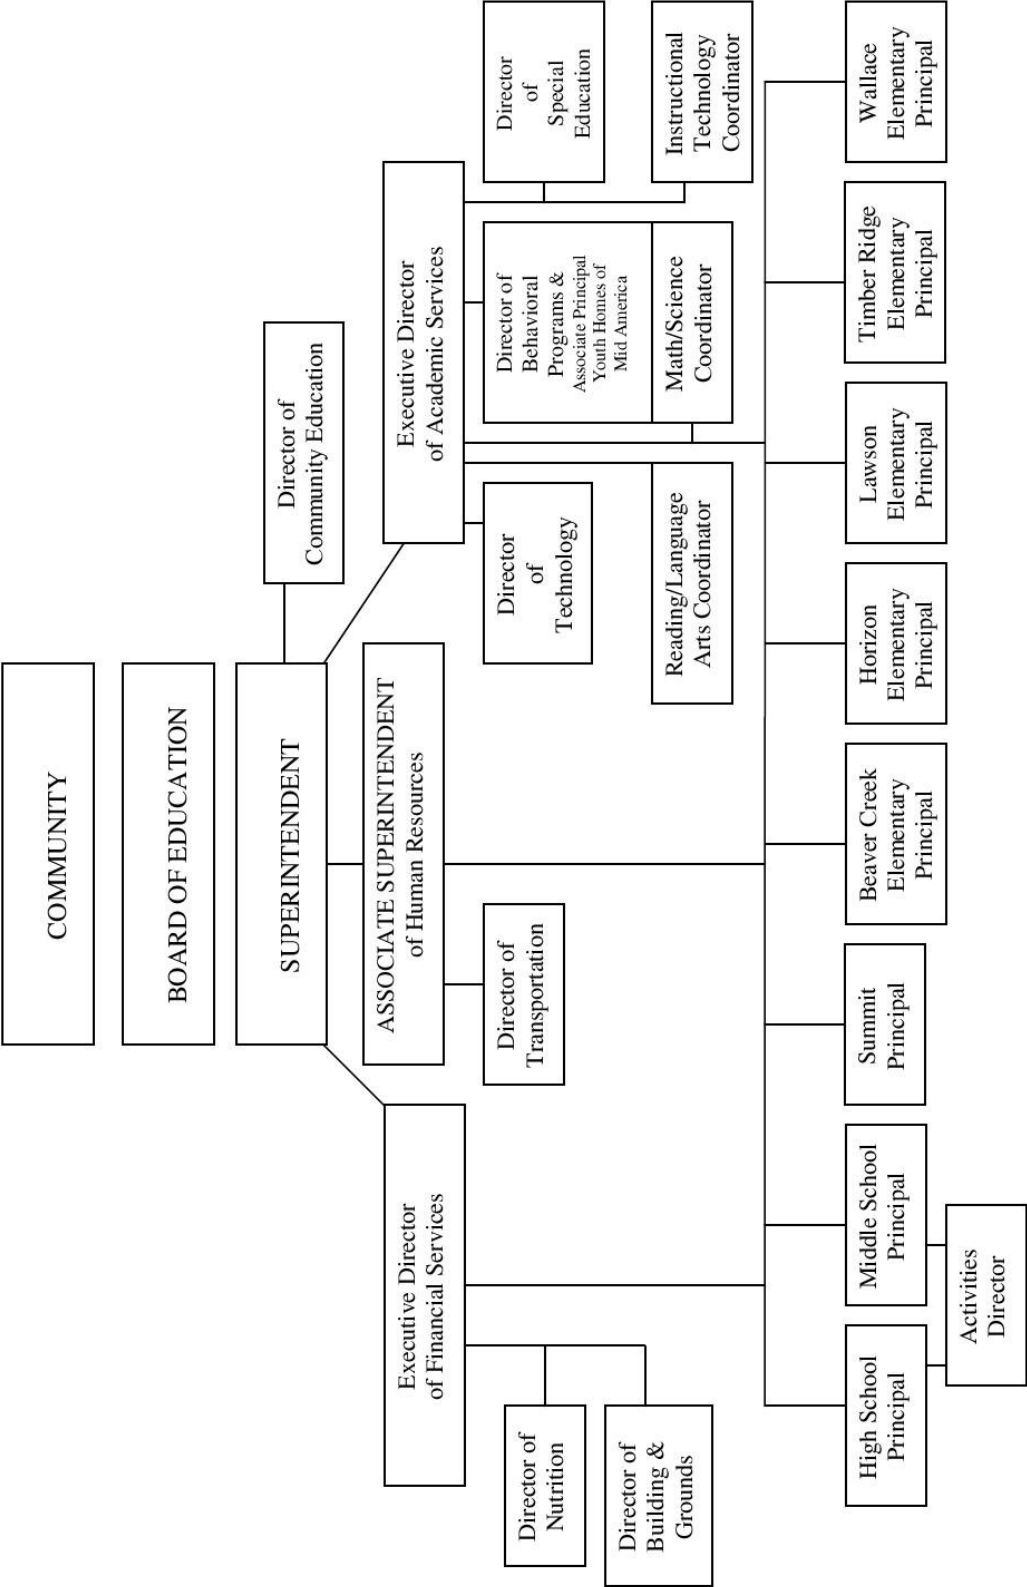 COMMUNITY
BOARD OF EDUCATION
SUPERINTENDENT
Director of
Community Education
ASSOCIATE SUPERINTENDENT
of Human Resources
Executive Director
of Financial Services
Executive Director
of Academic Services
Director of
Nutrition
Director of
Building &
Grounds
Director of
Transportation
Director
of
Technology
Director of
Behavioral
Programs &
Associate Principal
Youth Homes of
Mid America
Director
of
Special
Education
Reading/Language
Arts Coordinator
Math/Science
Coordinator
Instructional
Technology
Coordinator
High School
Principal
Middle School
Principal
Summit
Principal
Beaver Creek
Elementary
Principal
Horizon
Elementary
Principal
Lawson
Elementary
Principal
Timber Ridge
Elementary
Principal
Wallace
Elementary
Principal
Activities
Director